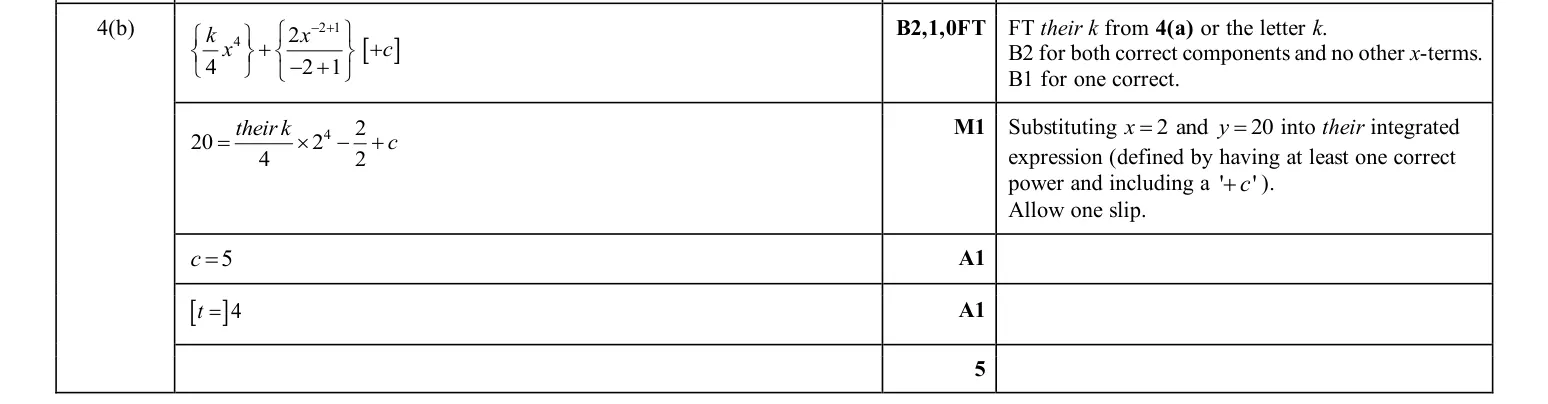 4(b)
{k/4 x⁴} + {2x⁻²⁺¹/−2+1} [+c]
B2,1,0FT
FT their k from 4(a) or the letter k.
B2 for both correct components and no other x-terms.
B1 for one correct.
20 = their k/4 × 2⁴ − 2/2 + c
M1
Substituting x = 2 and y = 20 into their integrated
expression (defined by having at least one correct
power and including a '+ c' ).
Allow one slip.
c = 5
A1
[t =]4
A1
5